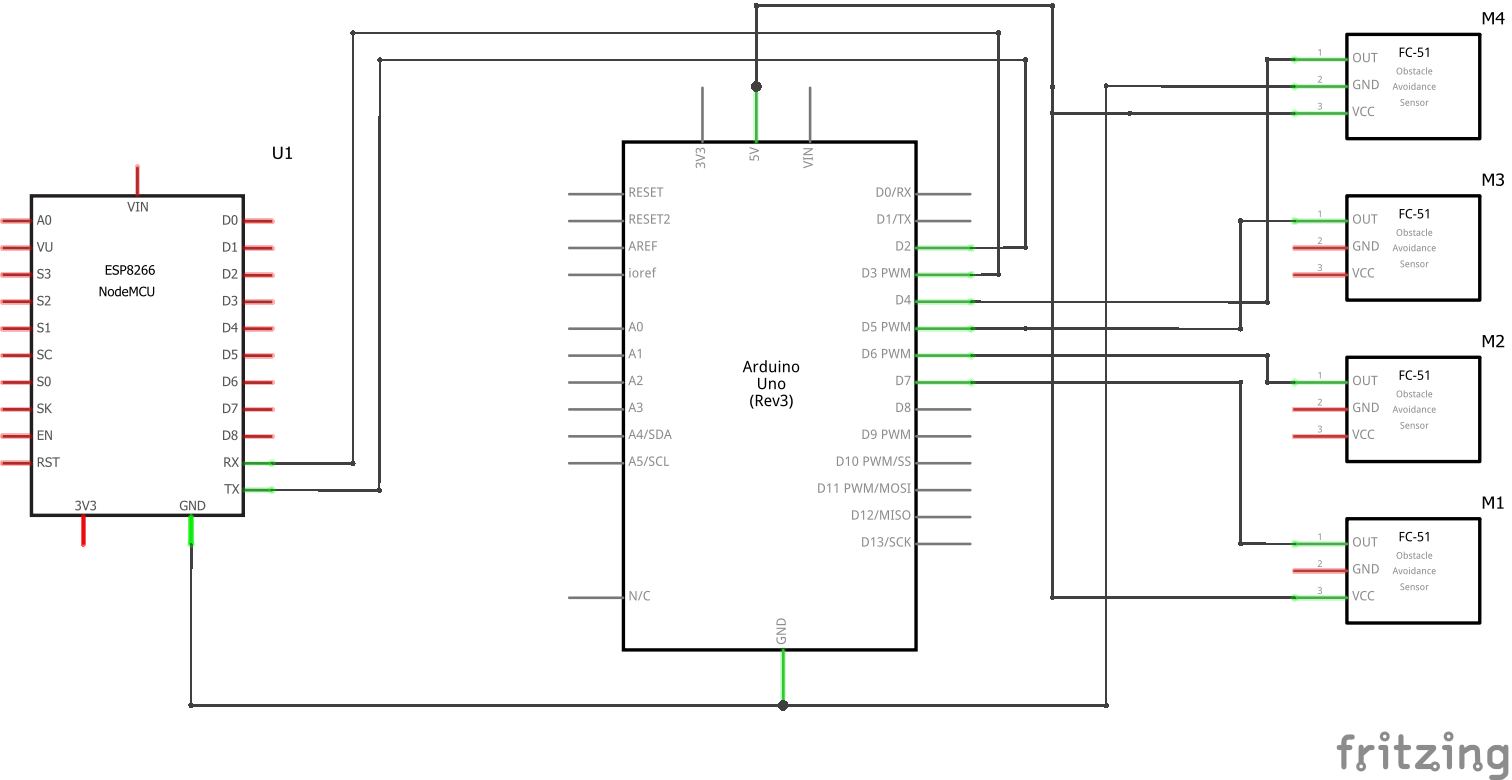 U1
VIN
A0
VU
S3
S2
S1
SC
S0
SK
EN
RST
ESP8266
NodeMCU
D0
D1
D2
D3
D4
D5
D6
D7
D8
RX
TX
3V3
GND
3V3
5V
VIN
RESET
RESET2
AREF
ioref
A0
A1
A2
A3
A4/SDA
A5/SCL
N/C
Arduino
Uno
(Rev3)
D0/RX
D1/TX
D2
D3 PWM
D4
D5 PWM
D6 PWM
D7
D8
D9 PWM
D10 PWM/SS
D11 PWM/MOSI
D12/MISO
D13/SCK
GND
M4
1 OUT
2 GND
3 VCC
FC-51
Obstacle
Avoidance
Sensor
M3
1 OUT
2 GND
3 VCC
FC-51
Obstacle
Avoidance
Sensor
M2
1 OUT
2 GND
3 VCC
FC-51
Obstacle
Avoidance
Sensor
M1
1 OUT
2 GND
3 VCC
FC-51
Obstacle
Avoidance
Sensor
fritzing